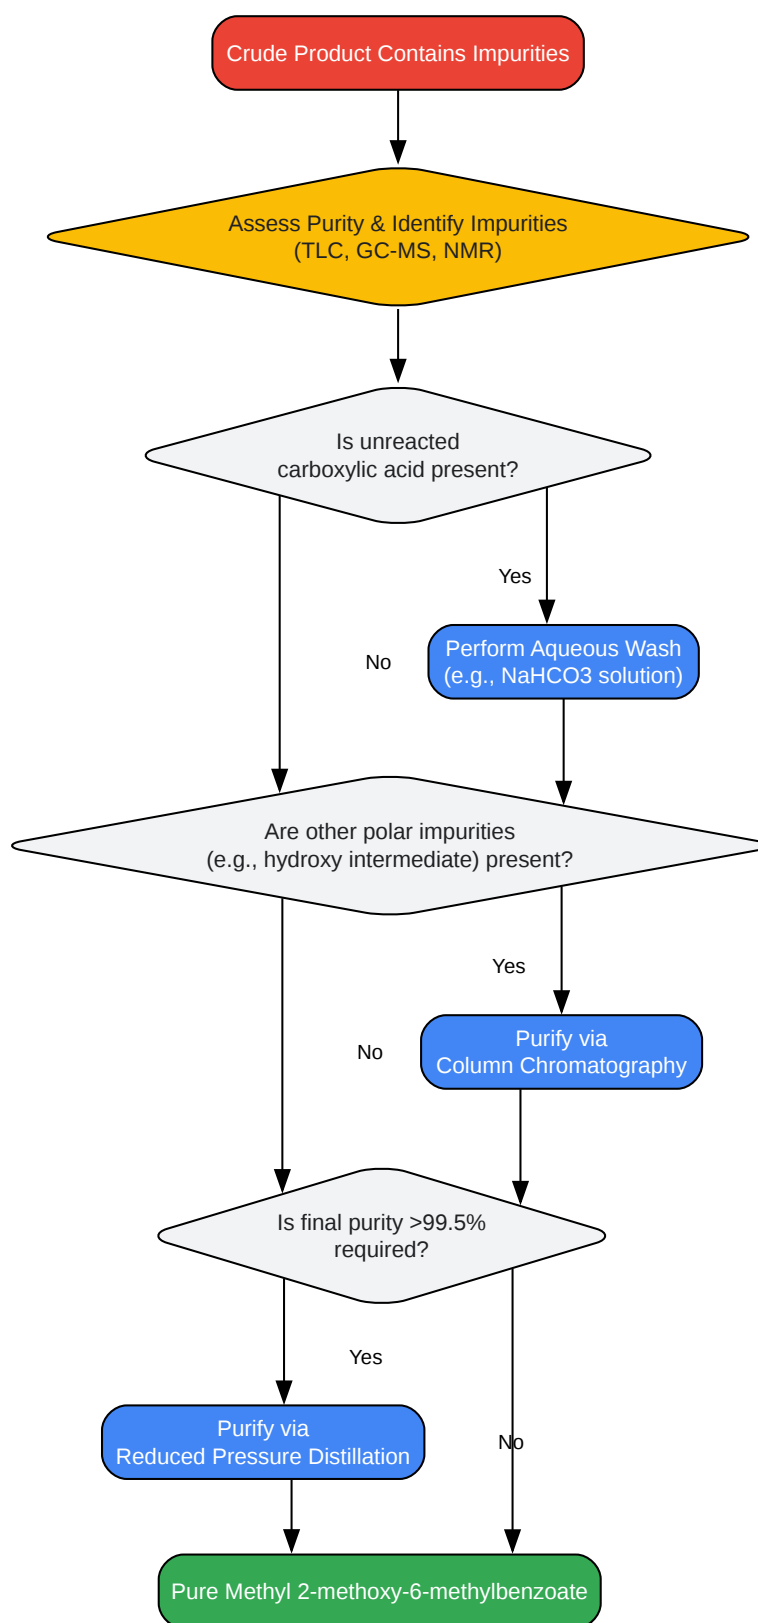 Crude Product Contains Impurities
Assess Purity & Identify Impurities
(TLC, GC-MS, NMR)
Is unreacted
carboxylic acid present?
Yes
Perform Aqueous Wash
(e.g., NaHCO3 solution)
No
Are other polar impurities
(e.g., hydroxy intermediate) present?
Yes
Purify via
Column Chromatography
No
Is final purity >99.5%
required?
Yes
Purify via
Reduced Pressure Distillation
No
Pure Methyl 2-methoxy-6-methylbenzoate